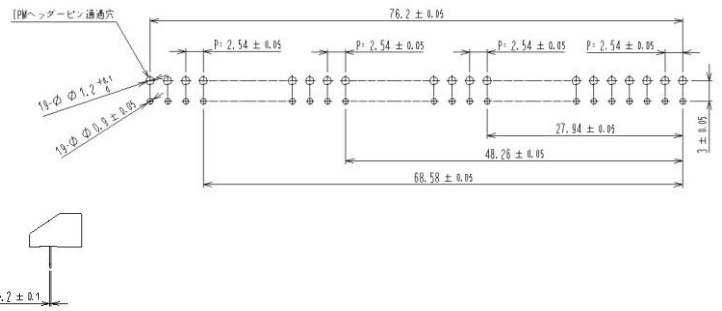 IPMヘッダーピン通過穴
76.2 ± 0.05
P= 2.54 ± 0.05
P= 2.54 ± 0.05
P= 2.54 ± 0.05
P= 2.54 ± 0.05
19-Ø Ø1.2 +0.1 0
19-Ø Ø0.9 ± 0.05
27.94 ± 0.05
3 ± 0.05
48.26 ± 0.05
68.58 ± 0.05
.2 ± 0.1